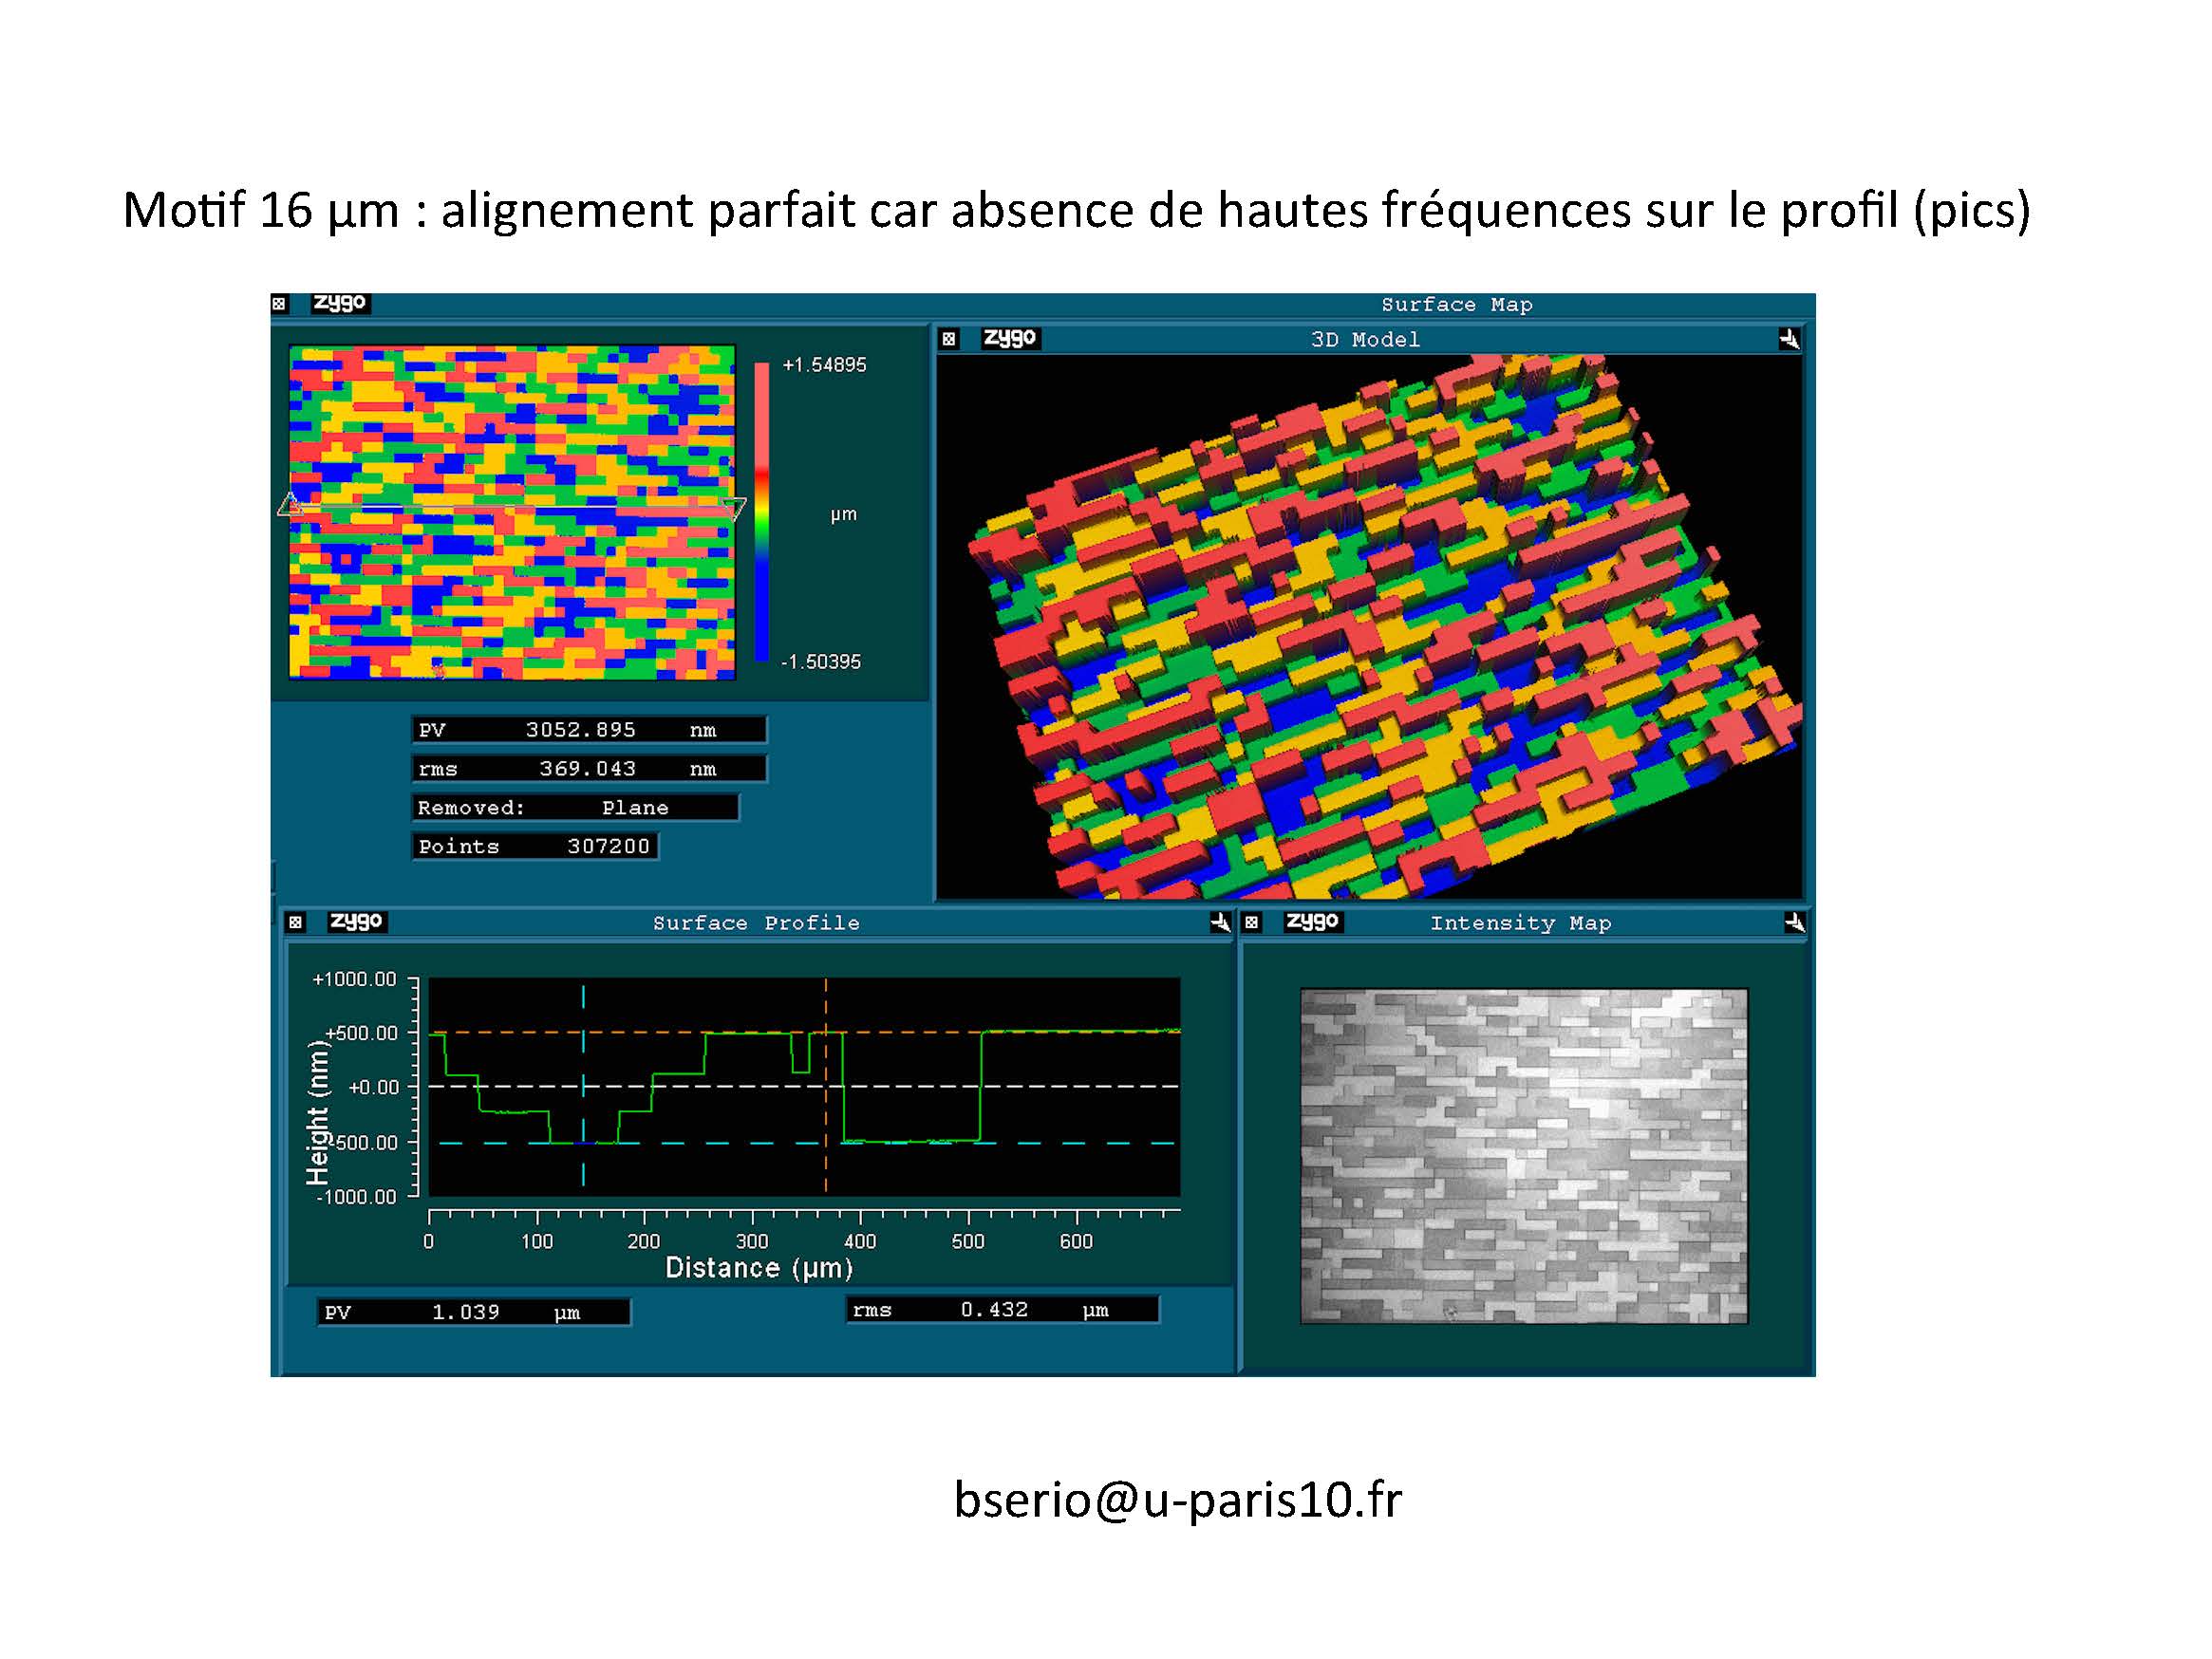 Motif 16 µm : alignement parfait car absence de hautes fréquences sur le profil (pics)
zygo
Surface Map
+1.54895
µm
-1.50395
zygo
3D Model
PV 3052.895 nm
rms 369.043 nm
Removed: Plane
Points 307200
zygo
Surface Profile
+1000.00
+500.00
+0.00
-500.00
-1000.00
Height (nm)
0 100 200 300 400 500 600
Distance (µm)
PV 1.039 µm
rms 0.432 µm
zygo
Intensity Map
bserio@u-paris10.fr